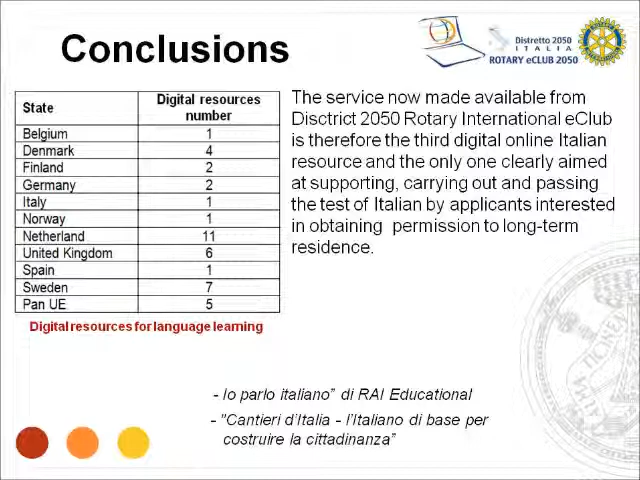 Conclusions
Distretto 2050
ITALIA
ROTARY eCLUB 2050
State Digital resources number
Belgium 1
Denmark 4
Finland 2
Germany 2
Italy 1
Norway 1
Netherland 11
United Kingdom 6
Spain 1
Sweden 7
Pan UE 5
Digital resources for language learning
The service now made available from
Disctrict 2050 Rotary International eClub
is therefore the third digital online Italian
resource and the only one clearly aimed
at supporting, carrying out and passing
the test of Italian by applicants interested
in obtaining  permission to long-term
residence.
- Io parlo italiano” di RAI Educational
- "Cantieri d’Italia - l’Italiano di base per
costruire la cittadinanza”